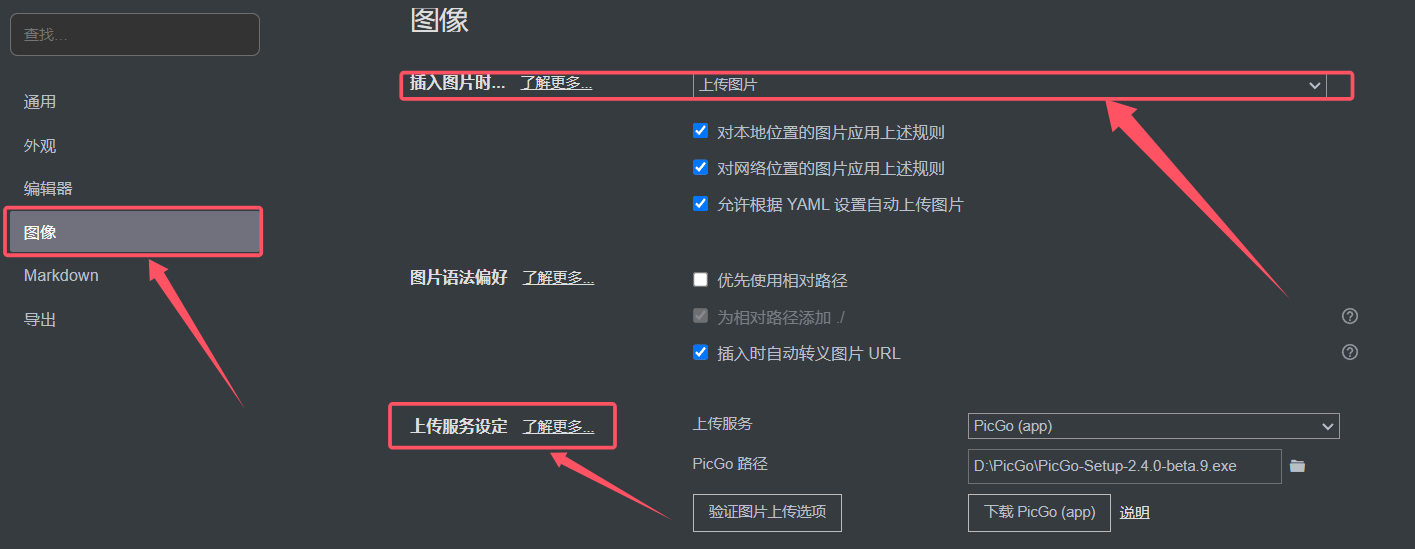 图像
查找...
通用
外观
编辑器
图像
Markdown
导出
插入图片时... 了解更多... 上传图片
对本地位置的图片应用上述规则
对网络位置的图片应用上述规则
允许根据 YAML 设置自动上传图片
图片语法偏好 了解更多... 优先使用相对路径
为相对路径添加 ./
插入时自动转义图片 URL
上传服务设定 了解更多... 上传服务 PicGo (app)
PicGo 路径 D:\PicGo\PicGo-Setup-2.4.0-beta.9.exe
验证图片上传选项 下载 PicGo (app) 说明